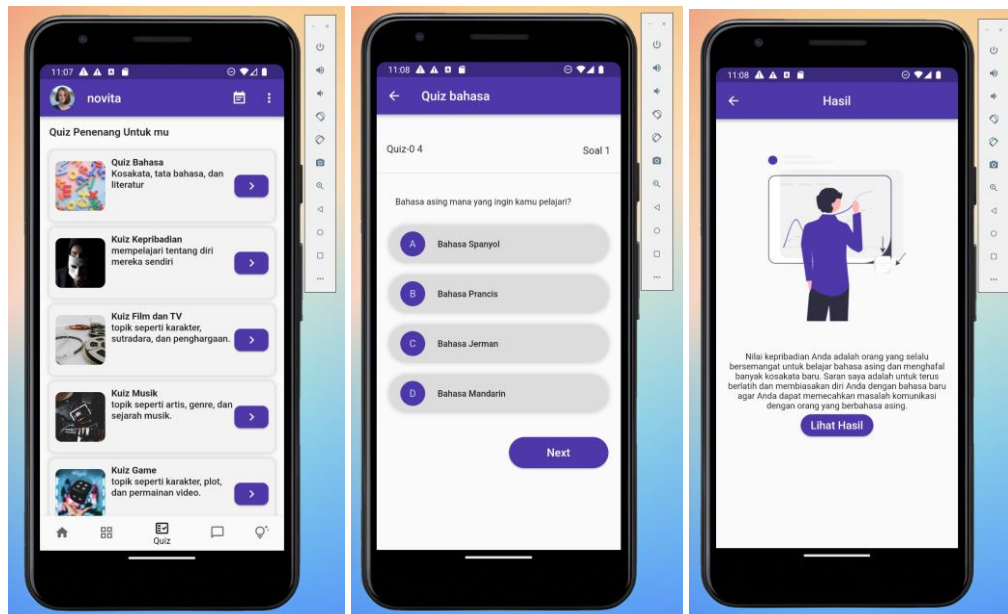 11:07
novita
Quiz Penenang Untuk mu
Quiz Bahasa
Kosakata, tata bahasa, dan
literatur
Kuiz Kepribadian
mempelajari tentang diri
mereka sendiri
Kuiz Film dan TV
topik seperti karakter,
sutradara, dan penghargaan.
Kuiz Musik
topik seperti artis, genre, dan
sejarah musik.
Kuiz Game
topik seperti karakter, plot,
dan permainan video.
Quiz
11:08
Quiz bahasa
Quiz-0 4
Soal 1
Bahasa asing mana yang ingin kamu pelajari?
A Bahasa Spanyol
B Bahasa Prancis
C Bahasa Jerman
D Bahasa Mandarin
Next
11:08
Hasil
Nilai kepribadian Anda adalah orang yang selalu
bersemangat untuk belajar bahasa asing dan menghafal
banyak kosakata baru. Saran saya adalah untuk terus
berlatih dan membiasakan diri Anda dengan bahasa baru
agar Anda dapat memecahkan masalah komunikasi
dengan orang yang berbahasa asing.
Lihat Hasil